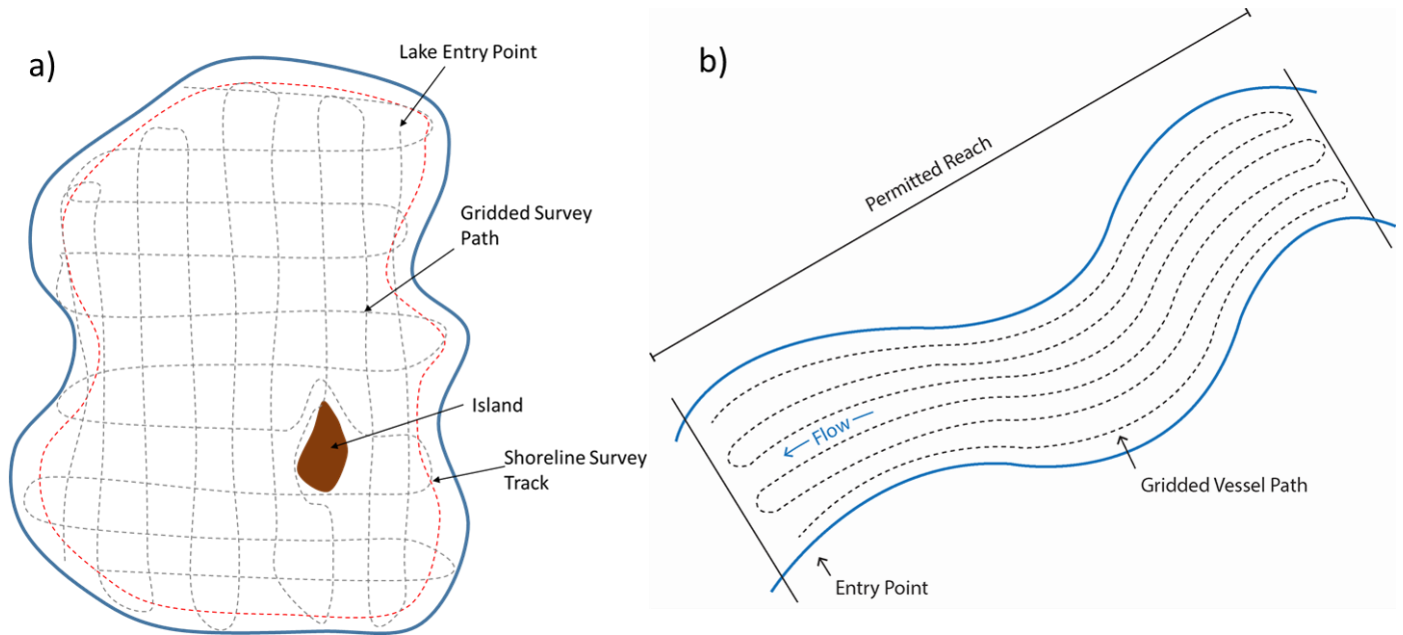 a)
Lake Entry Point
Gridded Survey
Path
Island
Shoreline Survey
Track
b)
Permitted Reach
Flow
Gridded Vessel Path
Entry Point